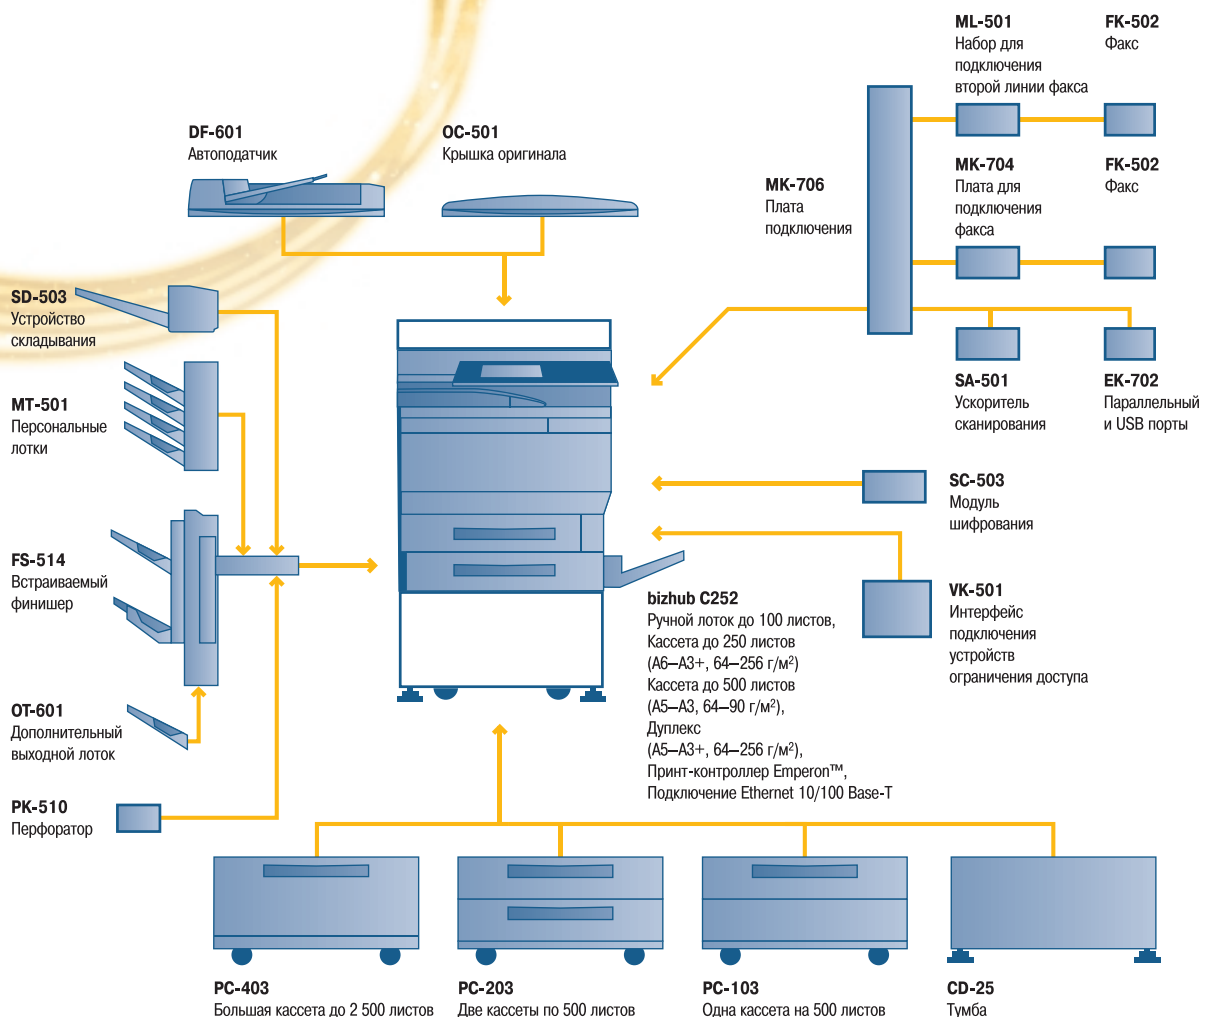 ML-501
Набор для
подключения
второй линии факса
FK-502
Факс
DF-601
Автоподатчик
OC-501
Крышка оригинала
MK-706
Плата
подключения
MK-704
Плата для
подключения
факса
FK-502
Факс
SD-503
Устройство
складывания
MT-501
Персональные
лотки
SA-501
Ускоритель
сканирования
EK-702
Параллельный
и USB порты
SC-503
Модуль
шифрования
FS-514
Встраиваемый
финишер
VK-501
Интерфейс
подключения
устройств
ограничения доступа
bizhub C252
Ручной лоток до 100 листов,
Кассета до 250 листов
(A6–A3+, 64–256 г/м²)
Кассета до 500 листов
(A5–A3, 64–90 г/м²),
Дуплекс
(A5–A3+, 64–256 г/м²),
Принт-контроллер Emperon™,
Подключение Ethernet 10/100 Base-T
OT-601
Дополнительный
выходной лоток
PK-510
Перфоратор
PC-403
Большая кассета до 2 500 листов
PC-203
Две кассеты по 500 листов
PC-103
Одна кассета на 500 листов
CD-25
Тумба